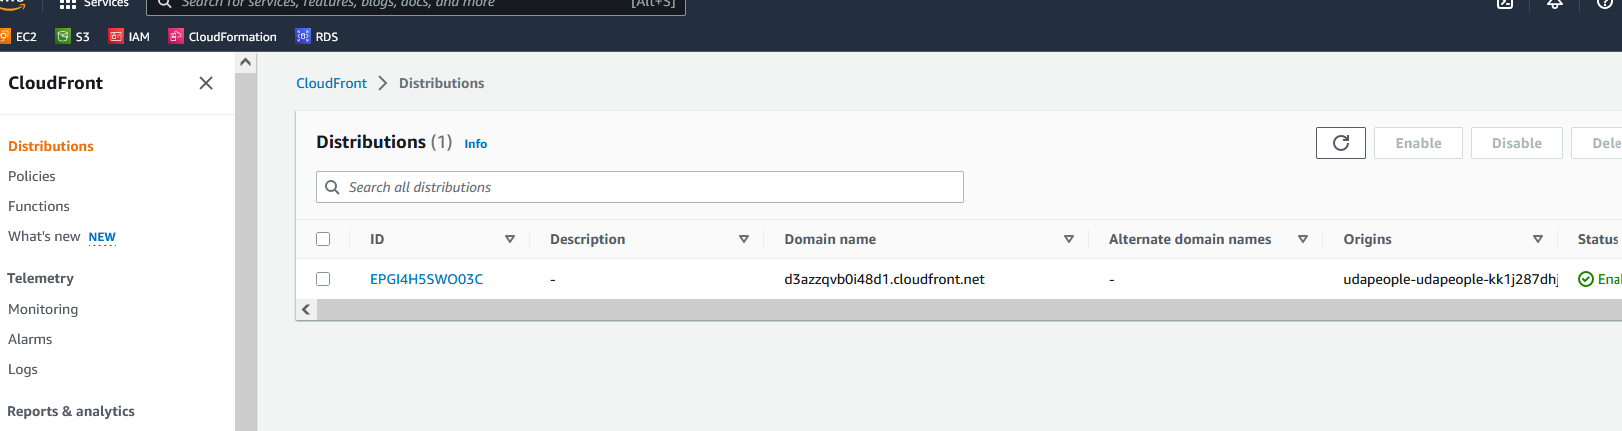 Services
Search for services, features, blogs, docs, and more [Alt+S]
EC2 S3 IAM CloudFormation RDS
CloudFront
Distributions
Policies
Functions
What's new NEW
Telemetry
Monitoring
Alarms
Logs
Reports & analytics
CloudFront > Distributions
Distributions (1) Info
Enable Disable Dele
Search all distributions
ID Description Domain name Alternate domain names Origins Status
EPGI4H5SWO03C - d3azzqvb0i48d1.cloudfront.net - udapeople-udapeople-kk1j287dhj Enal